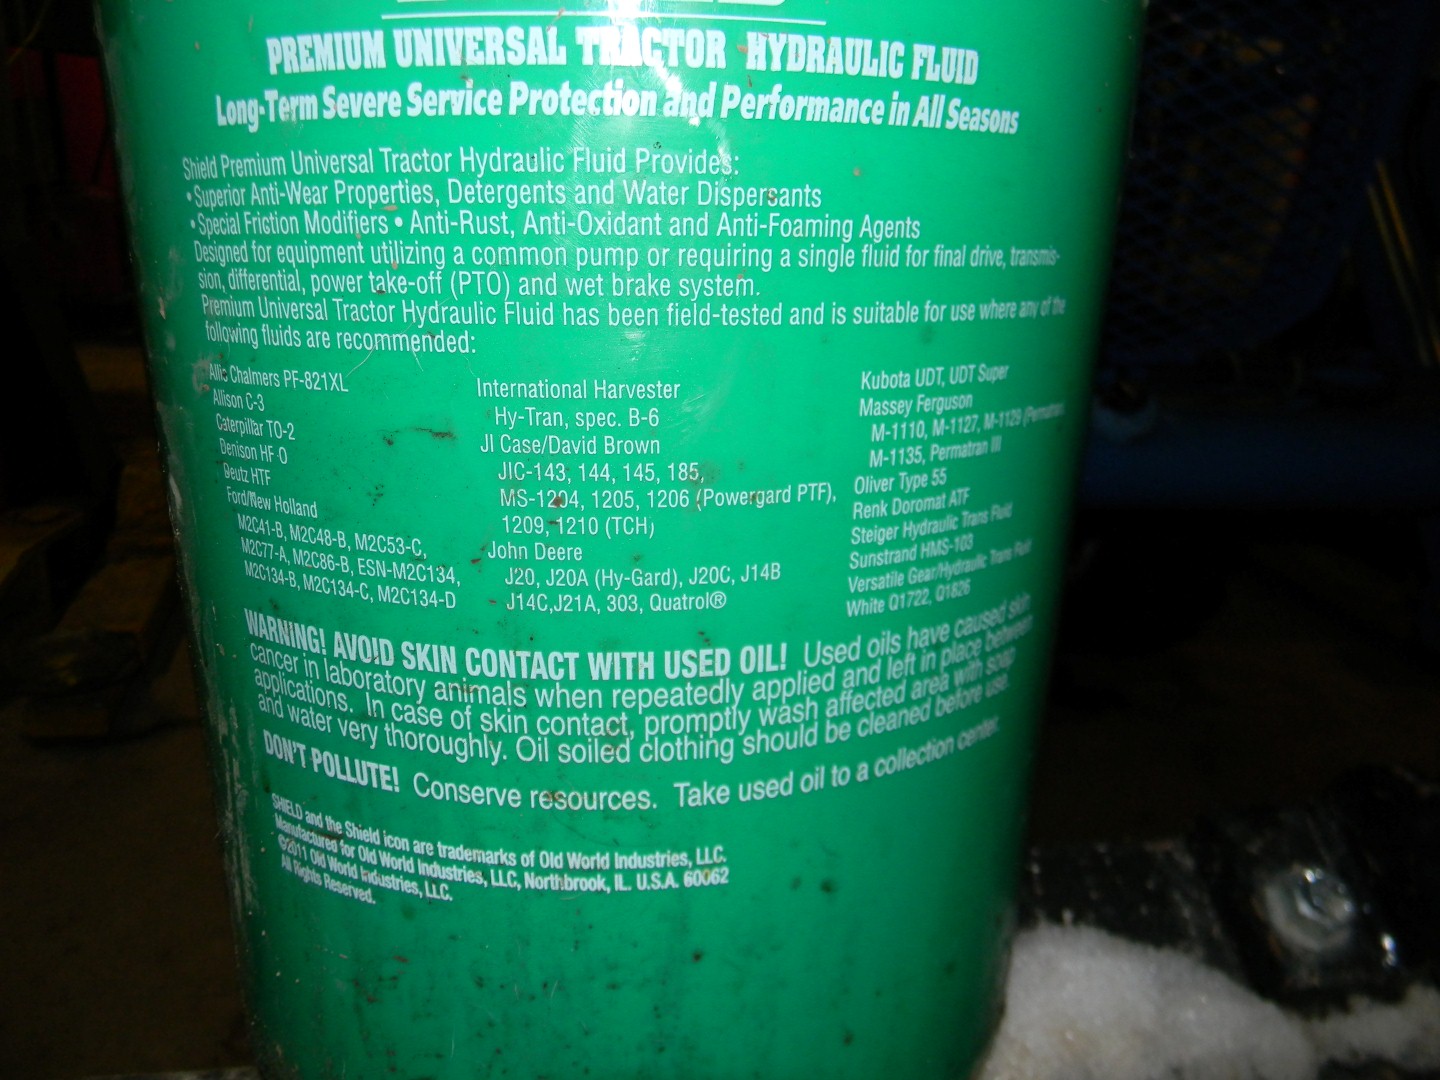 PREMIUM UNIVERSAL TRACTOR HYDRAULIC FLUID
Long-Term Severe Service Protection and Performance in All Seasons
Shield Premium Universal Tractor Hydraulic Fluid Provides:
• Superior Anti-Wear Properties, Detergents and Water Dispersants
• Special Friction Modifiers • Anti-Rust, Anti-Oxidant and Anti-Foaming Agents
Designed for equipment utilizing a common pump or requiring a single fluid for final drive, transmis-
sion, differential, power take-off (PTO) and wet brake system.
Premium Universal Tractor Hydraulic Fluid has been field-tested and is suitable for use where any of the
following fluids are recommended:
Allis Chalmers PF-821XL
Allison C-3
Caterpillar TO-2
Denison HF O
Deutz HTF
Ford/New Holland
M2C41-B, M2C48-B, M2C53-C,
M2C77-A, M2C86-B, ESN-M2C134,
M2C134-B, M2C134-C, M2C134-D
International Harvester
Hy-Tran, spec. B-6
JI Case/David Brown
JIC-143, 144, 145, 185,
MS-1204, 1205, 1206 (Powergard PTF),
1209, 1210 (TCH)
John Deere
J20, J20A (Hy-Gard), J20C, J14B
J14C,J21A, 303, Quatrol®
Kubota UDT, UDT Super
Massey Ferguson
M-1110, M-1127, M-1129 (Permatran
M-1135, Permatran III
Oliver Type 55
Renk Doromat ATF
Steiger Hydraulic Trans Fluid
Sunstrand HMS-103
Versatile Gear/Hydraulic Trans Fluid
White Q1722, Q1826
WARNING! AVOID SKIN CONTACT WITH USED OIL! Used oils have caused skin
cancer in laboratory animals when repeatedly applied and left in place between
applications. In case of skin contact, promptly wash affected area with soap
and water very thoroughly. Oil soiled clothing should be cleaned before use.
DON'T POLLUTE! Conserve resources. Take used oil to a collection center.
SHIELD and the Shield icon are trademarks of Old World Industries, LLC.
Manufactured for Old World Industries, LLC, Northbrook, IL. U.S.A. 60062
©2011 Old World Industries, LLC.
All Rights Reserved.